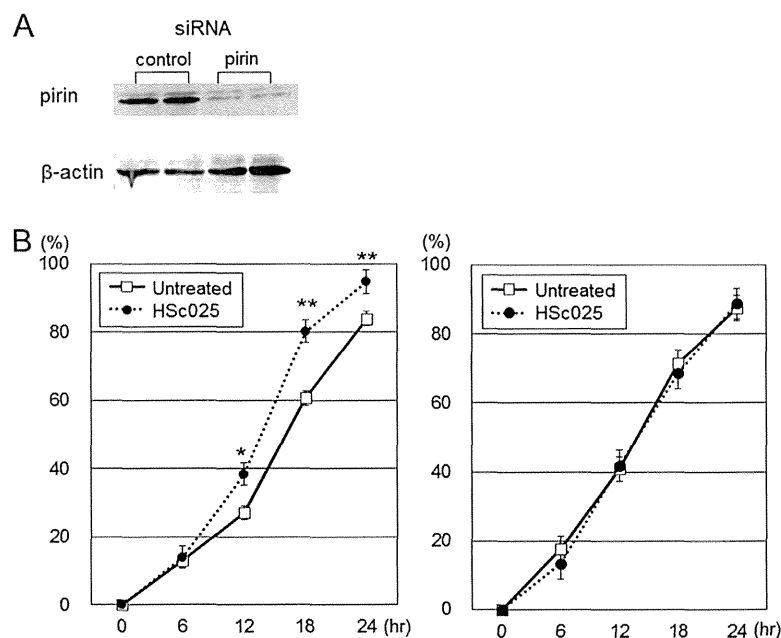 A
siRNA
control pirin
pirin
β-actin
B
(%)
100
80
60
40
20
0
Untreated
HSc025
*
**
**
0 6 12 18 24 (hr)
(%)
100
80
60
40
20
0
Untreated
HSc025
0 6 12 18 24 (hr)